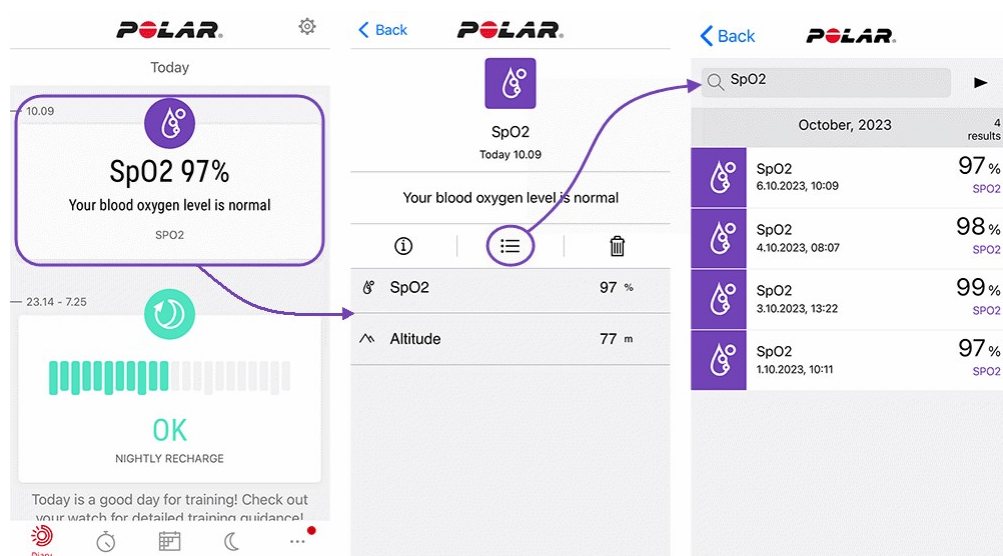 POLAR.
Today
10.09
SpO2 97%
Your blood oxygen level is normal
SPO2
23.14 - 7.25
OK
NIGHTLY RECHARGE
Today is a good day for training! Check out
your watch for detailed training guidance!
Diary
Back
POLAR.
SpO2
Today 10.09
Your blood oxygen level is normal
SpO2 97 %
Altitude 77 m
Back
POLAR.
SpO2
October, 2023 4
results
SpO2 97 %
6.10.2023, 10:09 SPO2
SpO2 98 %
4.10.2023, 08:07 SPO2
SpO2 99 %
3.10.2023, 13:22 SPO2
SpO2 97 %
1.10.2023, 10:11 SPO2